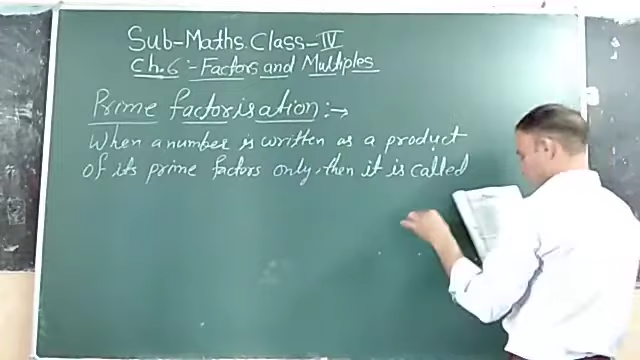 Sub-Maths. Class-IV
Ch.6:-Factors and Multiples
Prime factorisation:→
When a number is written as a product
of its prime factors only, then it is called